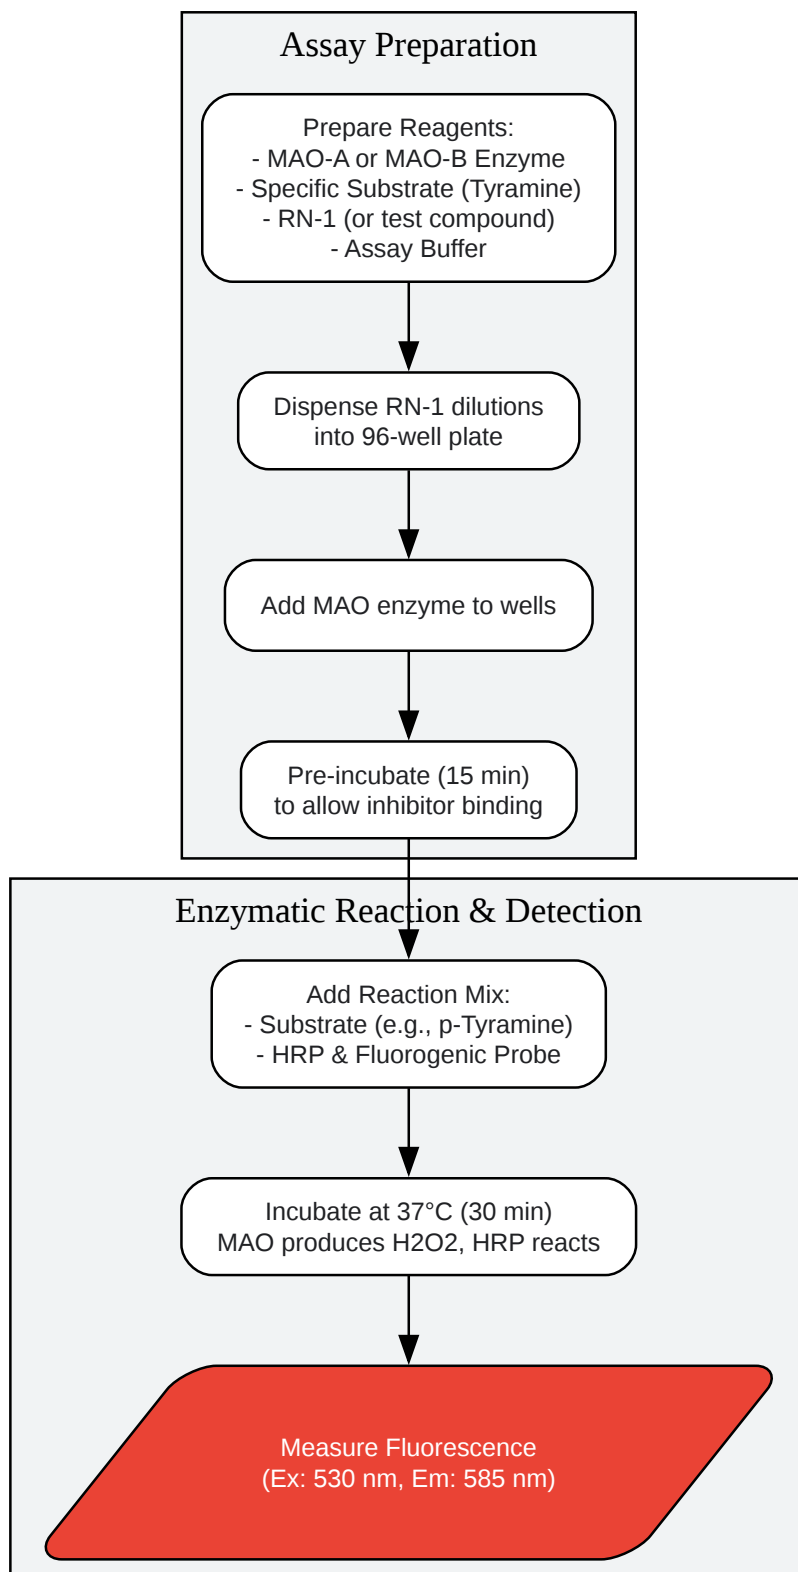 Assay Preparation
Prepare Reagents:
- MAO-A or MAO-B Enzyme
- Specific Substrate (Tyramine)
- RN-1 (or test compound)
- Assay Buffer
Dispense RN-1 dilutions
into 96-well plate
Add MAO enzyme to wells
Pre-incubate (15 min)
to allow inhibitor binding
Enzymatic Reaction & Detection
Add Reaction Mix:
- Substrate (e.g., p-Tyramine)
- HRP & Fluorogenic Probe
Incubate at 37°C (30 min)
MAO produces H2O2, HRP reacts
Measure Fluorescence
(Ex: 530 nm, Em: 585 nm)